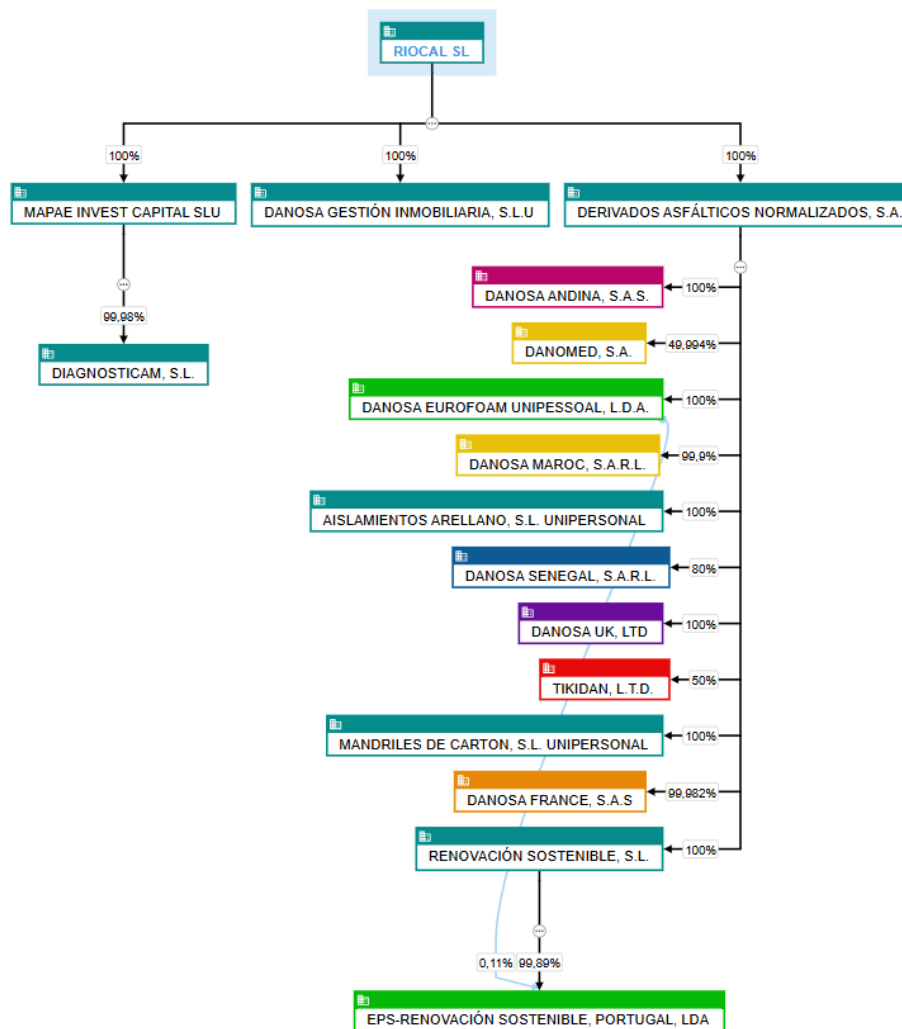 RIOCAL SL
100%
100%
100%
MAPAE INVEST CAPITAL SLU
DANOSA GESTIÓN INMOBILIARIA, S.L.U
DERIVADOS ASFÁLTICOS NORMALIZADOS, S.A.
99,98%
DIAGNOSTICAM, S.L.
DANOSA ANDINA, S.A.S.
100%
DANOMED, S.A.
49,994%
DANOSA EUROFOAM UNIPESSOAL, L.D.A.
100%
DANOSA MAROC, S.A.R.L.
99,9%
AISLAMIENTOS ARELLANO, S.L. UNIPERSONAL
100%
DANOSA SENEGAL, S.A.R.L.
80%
DANOSA UK, LTD
100%
TIKIDAN, L.T.D.
50%
MANDRILES DE CARTON, S.L. UNIPERSONAL
100%
DANOSA FRANCE, S.A.S
99,982%
RENOVACIÓN SOSTENIBLE, S.L.
100%
0,11%
99,89%
EPS-RENOVACIÓN SOSTENIBLE, PORTUGAL, LDA